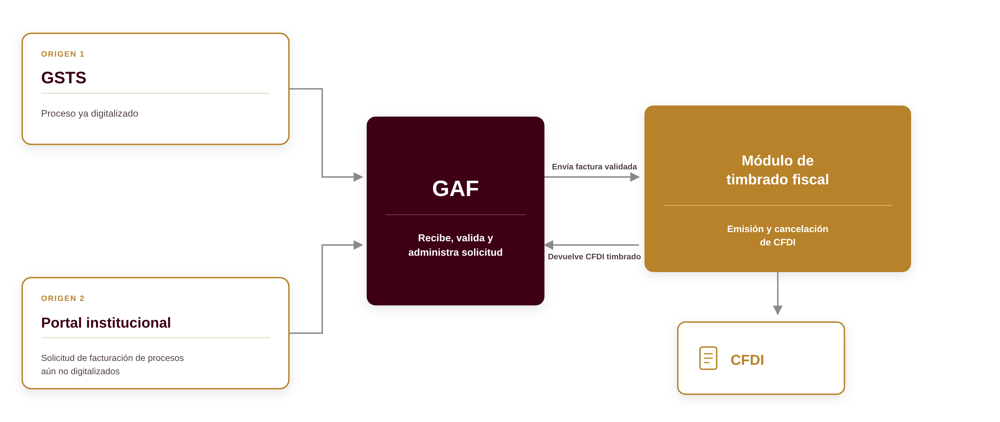 ORIGEN 1
GSTS
Proceso ya digitalizado
ORIGEN 2
Portal institucional
Solicitud de facturación de procesos
aún no digitalizados
GAF
Recibe, valida y
administra solicitud
Envía factura validada
Devuelve CFDI timbrado
Módulo de
timbrado fiscal
Emisión y cancelación
de CFDI
CFDI